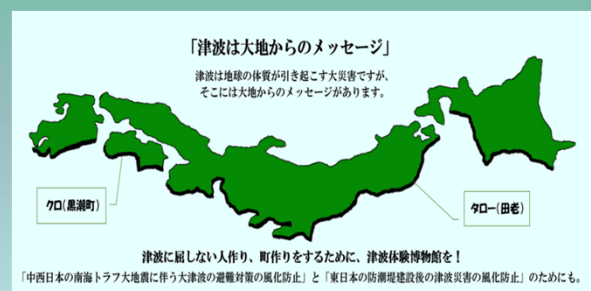 「津波は大地からのメッセージ」
津波は地球の体質が引き起こす大災害ですが、
そこには大地からのメッセージがあります。
クロ(黒潮町)
タロー(田老)
津波に屈しない人作り、町作りをするために、津波体験博物館を！
「中西日本の南海トラフ大地震に伴う大津波の避難対策の風化防止」と「東日本の防潮堤建設後の津波災害の風化防止」のためにも。